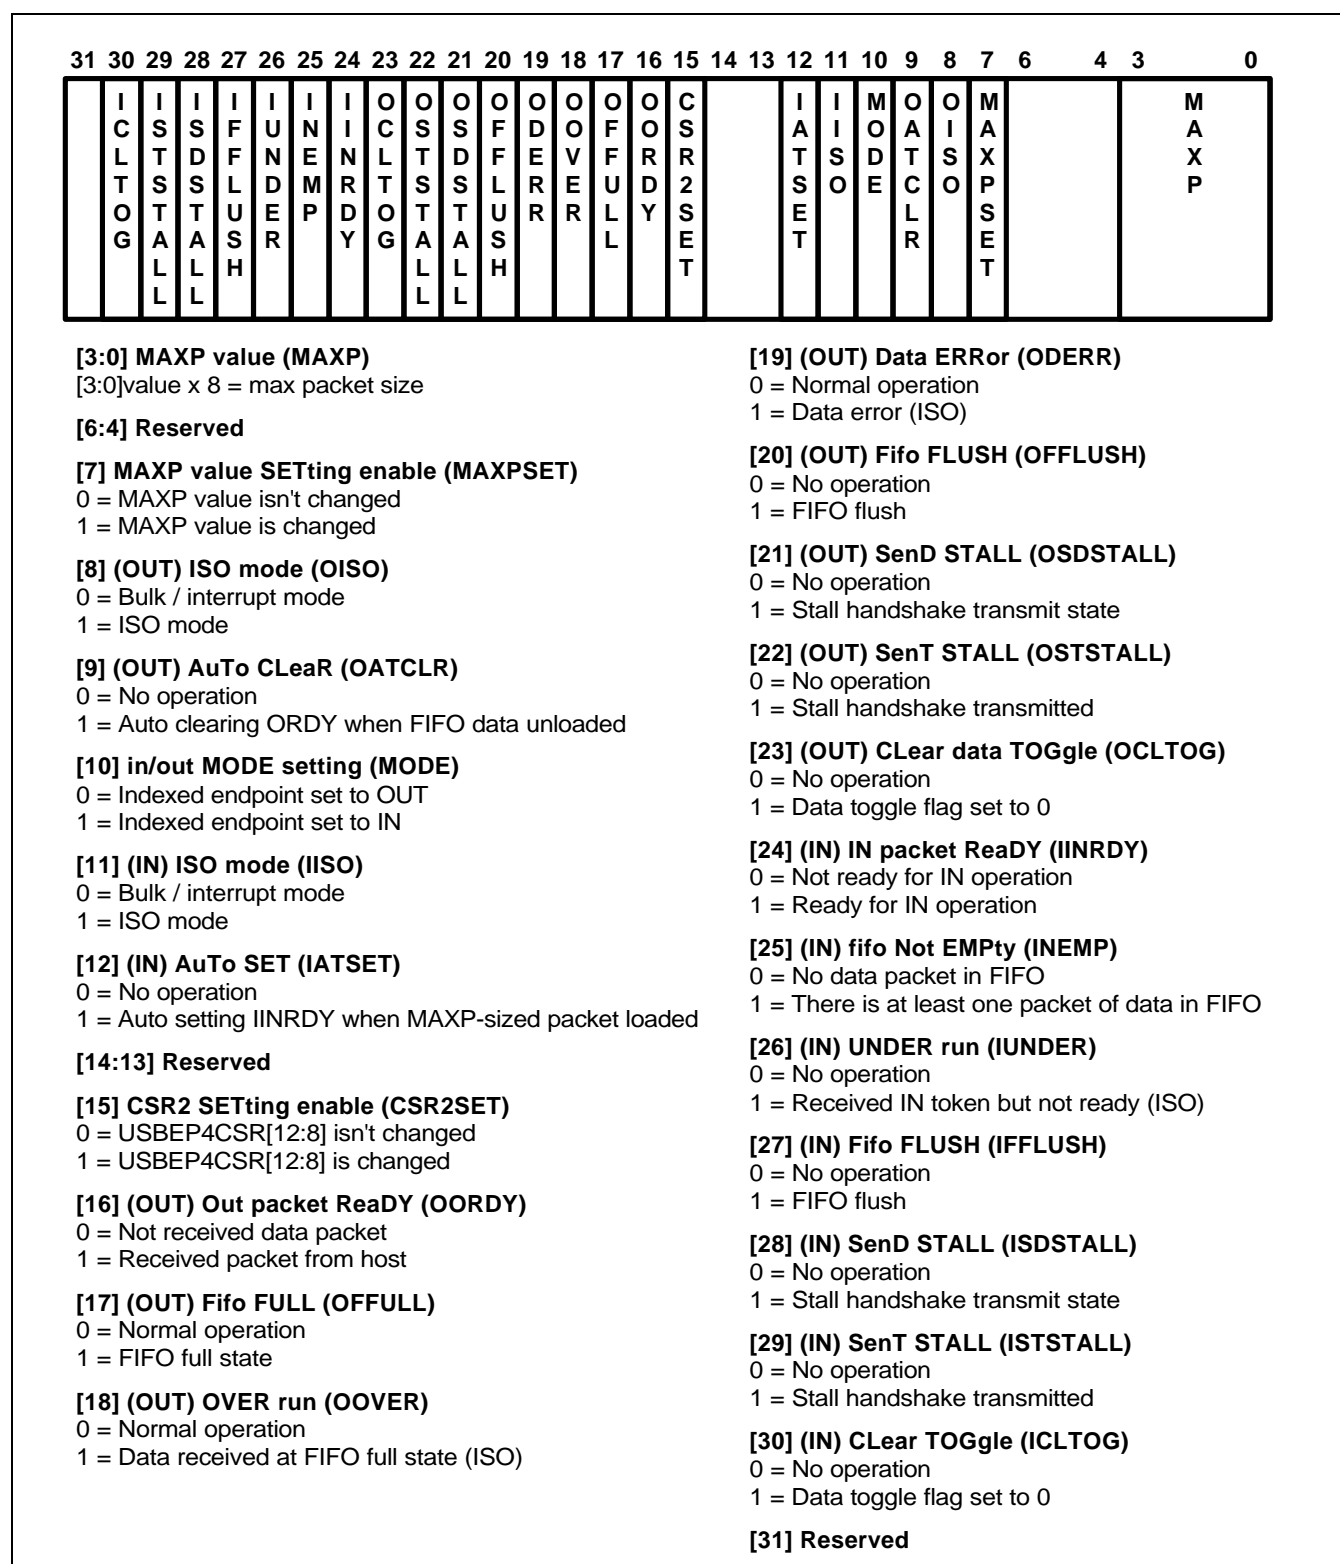 31 30 29 28 27 26 25 24 23 22 21 20 19 18 17 16 15 14 13 12 11 10 9 8 7 6 4 3 0
ICLTOG ISTSTALL ISDSTALL IFFLUSH IUNDER INEMP IINRDY OCLTOG OSTSTALL OSDSTALL OFFLUSH ODERR OOVER OFFULL OORDY CSR2SET IATSET IISO MODE OATCLR OISO MAXPSET MAXP
[3:0] MAXP value (MAXP)
[3:0]value x 8 = max packet size
[6:4] Reserved
[7] MAXP value SETting enable (MAXPSET)
0 = MAXP value isn't changed
1 = MAXP value is changed
[8] (OUT) ISO mode (OISO)
0 = Bulk / interrupt mode
1 = ISO mode
[9] (OUT) AuTo CLeaR (OATCLR)
0 = No operation
1 = Auto clearing ORDY when FIFO data unloaded
[10] in/out MODE setting (MODE)
0 = Indexed endpoint set to OUT
1 = Indexed endpoint set to IN
[11] (IN) ISO mode (IISO)
0 = Bulk / interrupt mode
1 = ISO mode
[12] (IN) AuTo SET (IATSET)
0 = No operation
1 = Auto setting IINRDY when MAXP-sized packet loaded
[14:13] Reserved
[15] CSR2 SETting enable (CSR2SET)
0 = USBEP4CSR[12:8] isn't changed
1 = USBEP4CSR[12:8] is changed
[16] (OUT) Out packet ReaDY (OORDY)
0 = Not received data packet
1 = Received packet from host
[17] (OUT) Fifo FULL (OFFULL)
0 = Normal operation
1 = FIFO full state
[18] (OUT) OVER run (OOVER)
0 = Normal operation
1 = Data received at FIFO full state (ISO)
[19] (OUT) Data ERRor (ODERR)
0 = Normal operation
1 = Data error (ISO)
[20] (OUT) Fifo FLUSH (OFFLUSH)
0 = No operation
1 = FIFO flush
[21] (OUT) SenD STALL (OSDSTALL)
0 = No operation
1 = Stall handshake transmit state
[22] (OUT) SenT STALL (OSTSTALL)
0 = No operation
1 = Stall handshake transmitted
[23] (OUT) CLear data TOGgle (OCLTOG)
0 = No operation
1 = Data toggle flag set to 0
[24] (IN) IN packet ReaDY (IINRDY)
0 = Not ready for IN operation
1 = Ready for IN operation
[25] (IN) fifo Not EMPty (INEMP)
0 = No data packet in FIFO
1 = There is at least one packet of data in FIFO
[26] (IN) UNDER run (IUNDER)
0 = No operation
1 = Received IN token but not ready (ISO)
[27] (IN) Fifo FLUSH (IFFLUSH)
0 = No operation
1 = FIFO flush
[28] (IN) SenD STALL (ISDSTALL)
0 = No operation
1 = Stall handshake transmit state
[29] (IN) SenT STALL (ISTSTALL)
0 = No operation
1 = Stall handshake transmitted
[30] (IN) CLear TOGgle (ICLTOG)
0 = No operation
1 = Data toggle flag set to 0
[31] Reserved